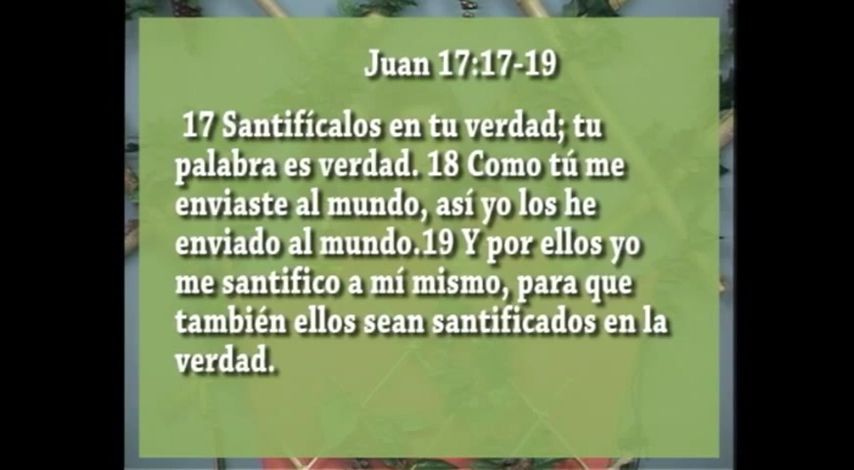 Juan 17:17-19
17 Santifícalos en tu verdad; tu
palabra es verdad. 18 Como tú me
enviaste al mundo, así yo los he
enviado al mundo.19 Y por ellos yo
me santifico a mí mismo, para que
también ellos sean santificados en la
verdad.